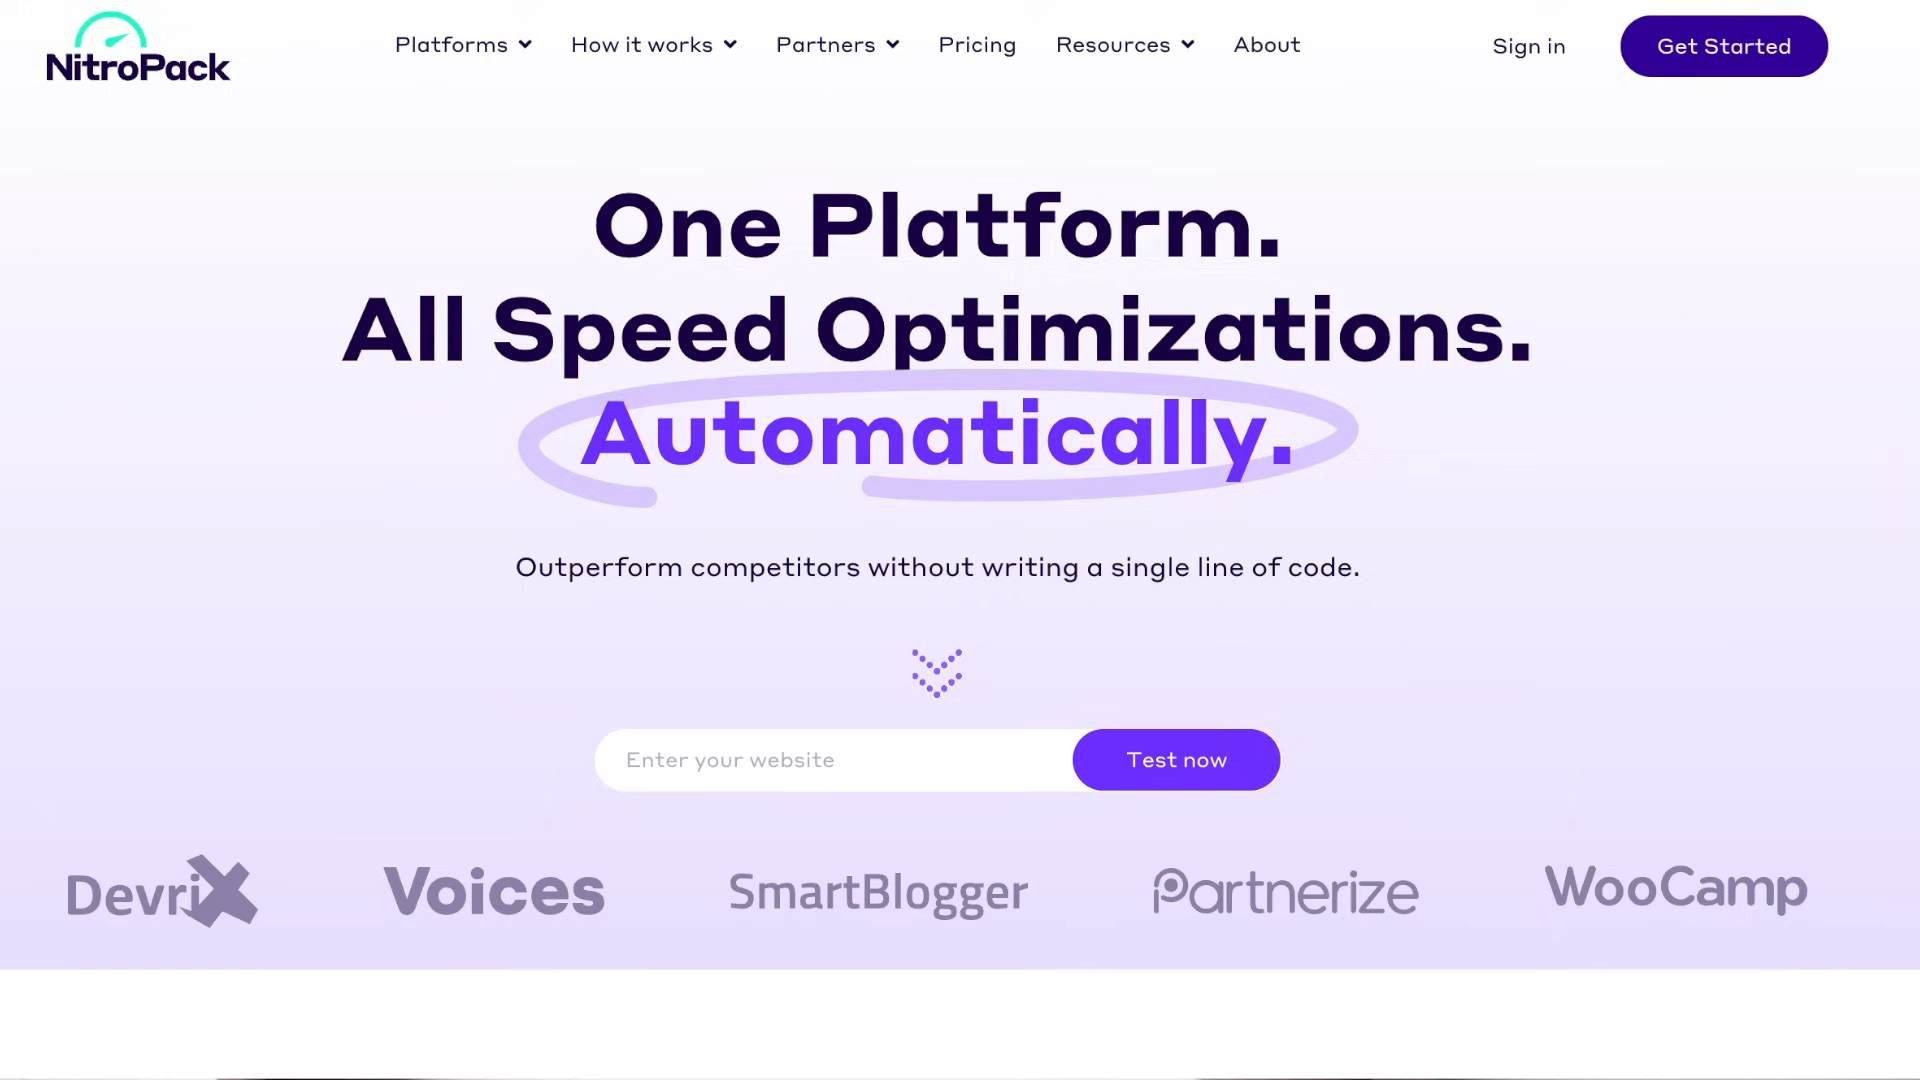 NitroPack
Platforms
How it works
Partners
Pricing
Resources
About
Sign in
Get Started
One Platform.
All Speed Optimizations.
Automatically.
Outperform competitors without writing a single line of code.
Enter your website
Test now
DevriX
Voices
SmartBlogger
Partnerize
WooCamp